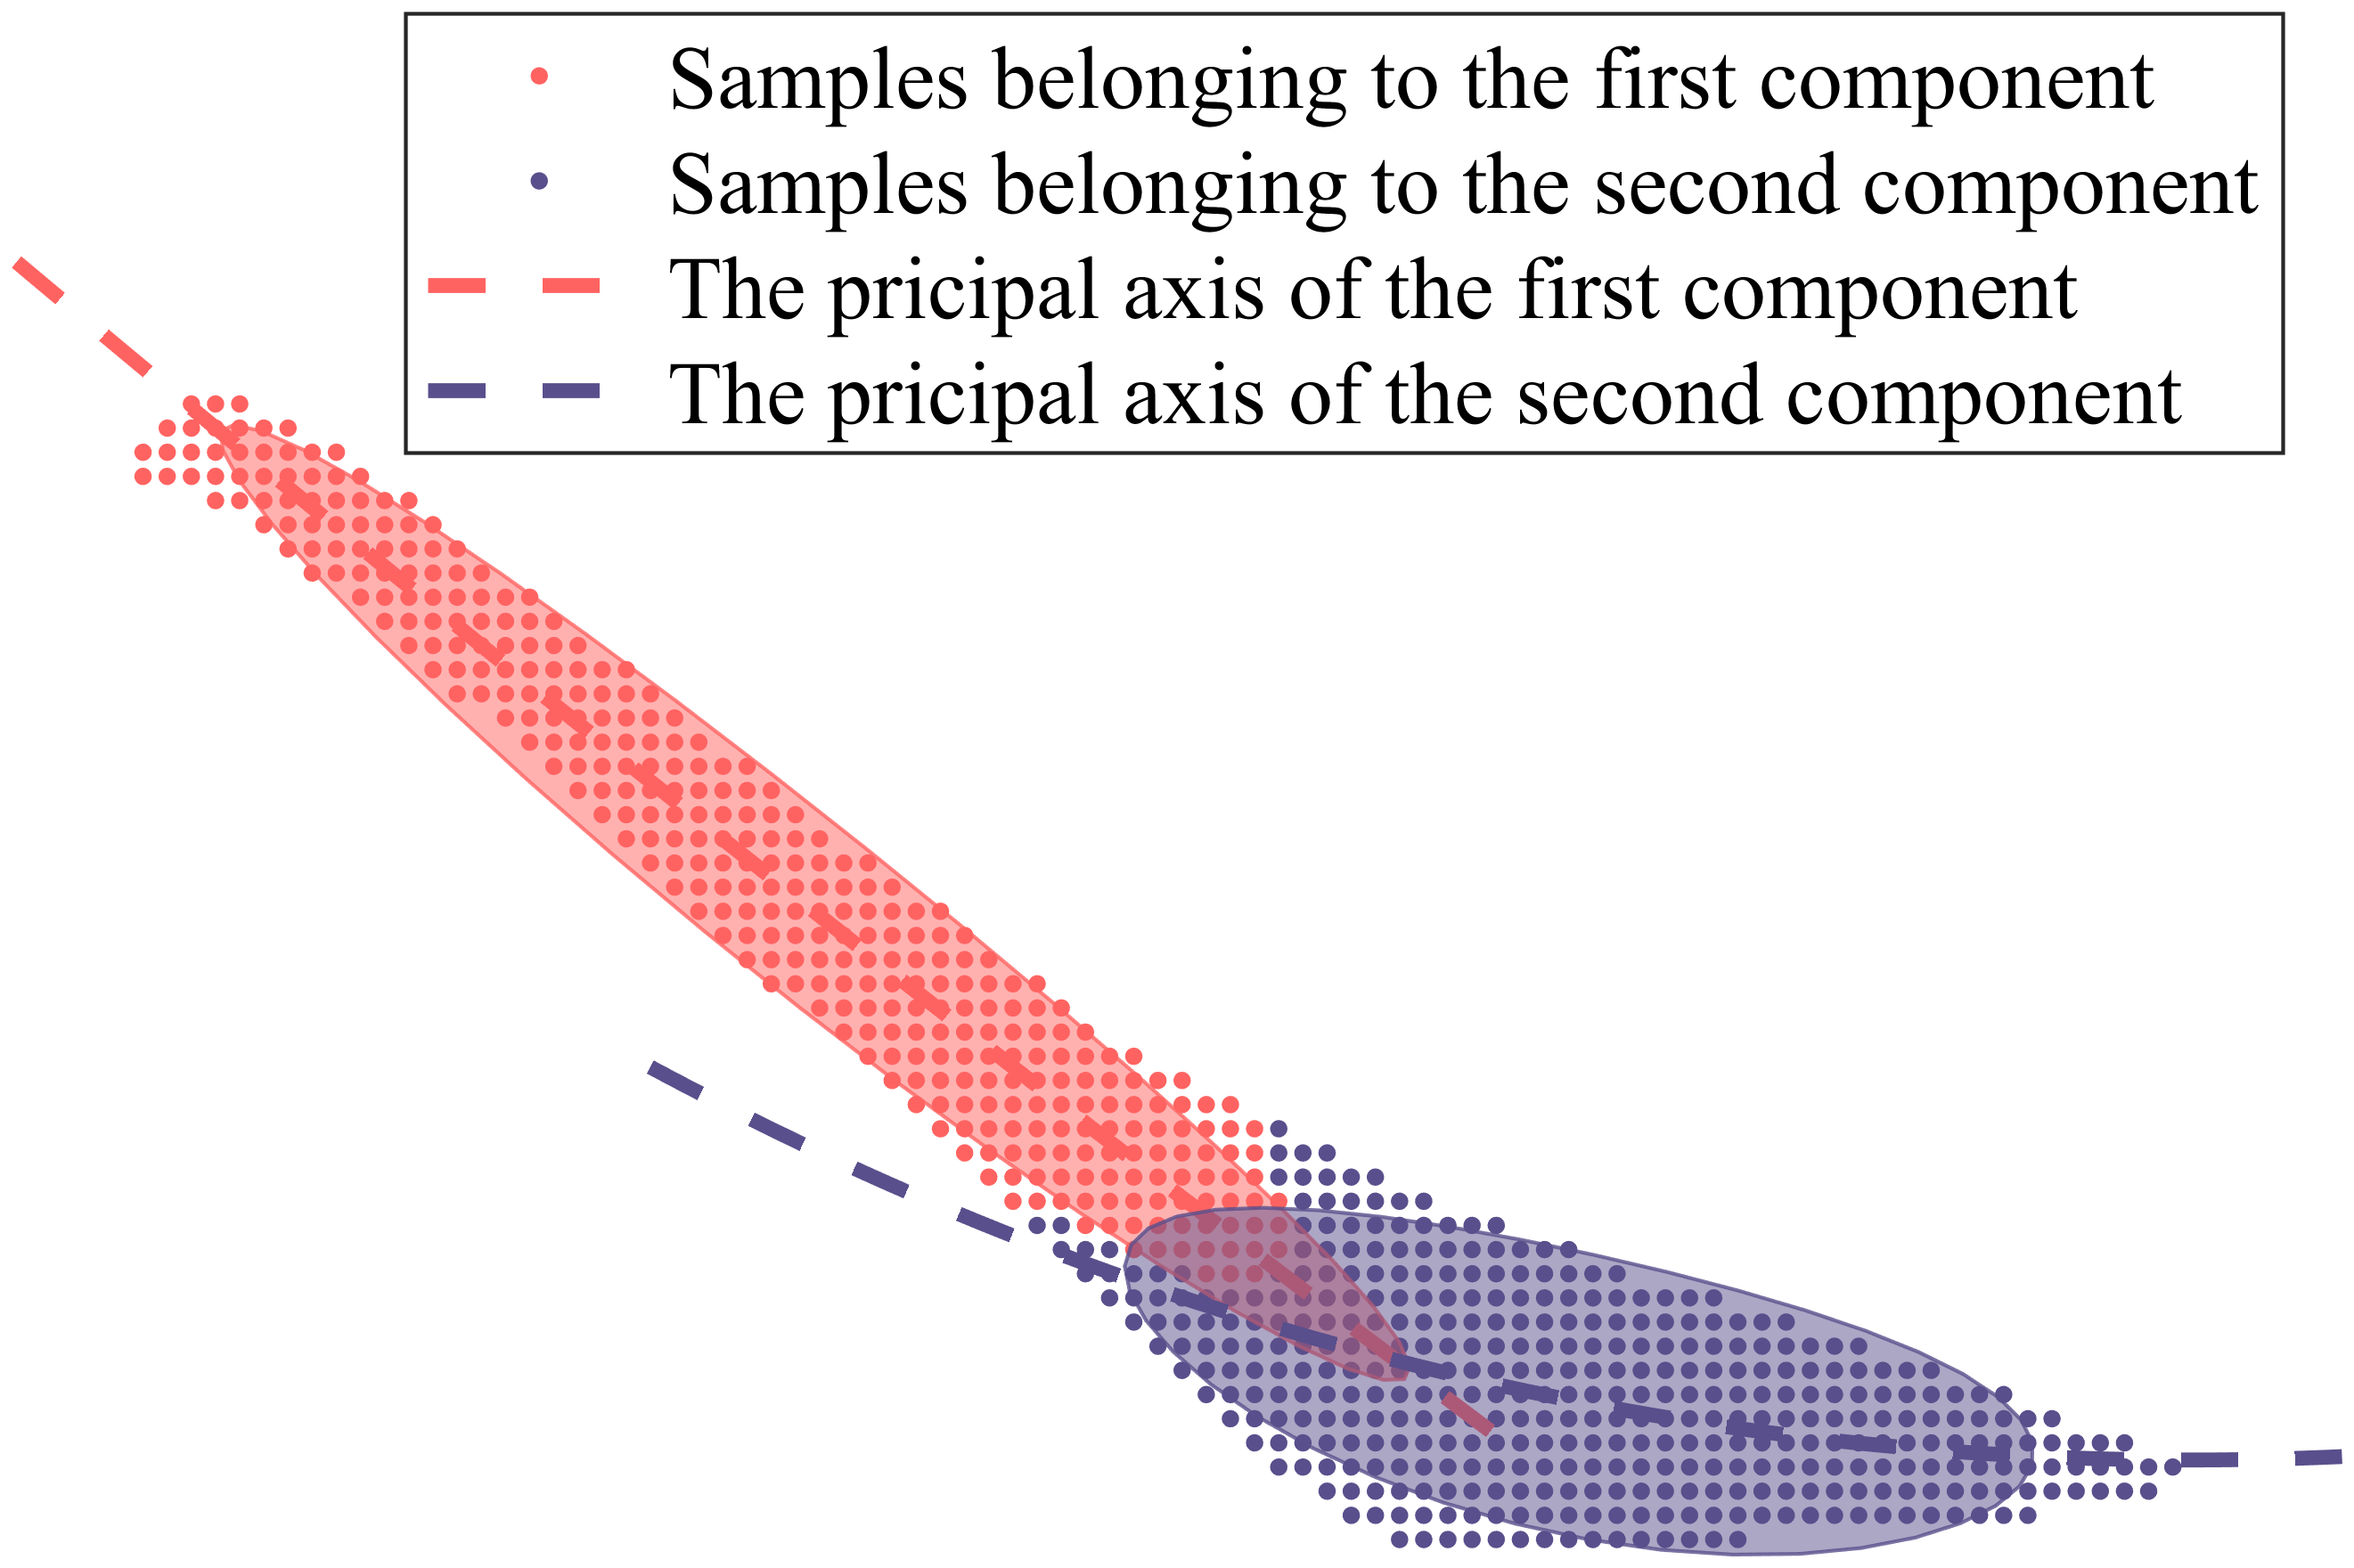 Samples belonging to the first component
Samples belonging to the second component
The pricipal axis of the first component
The pricipal axis of the second component